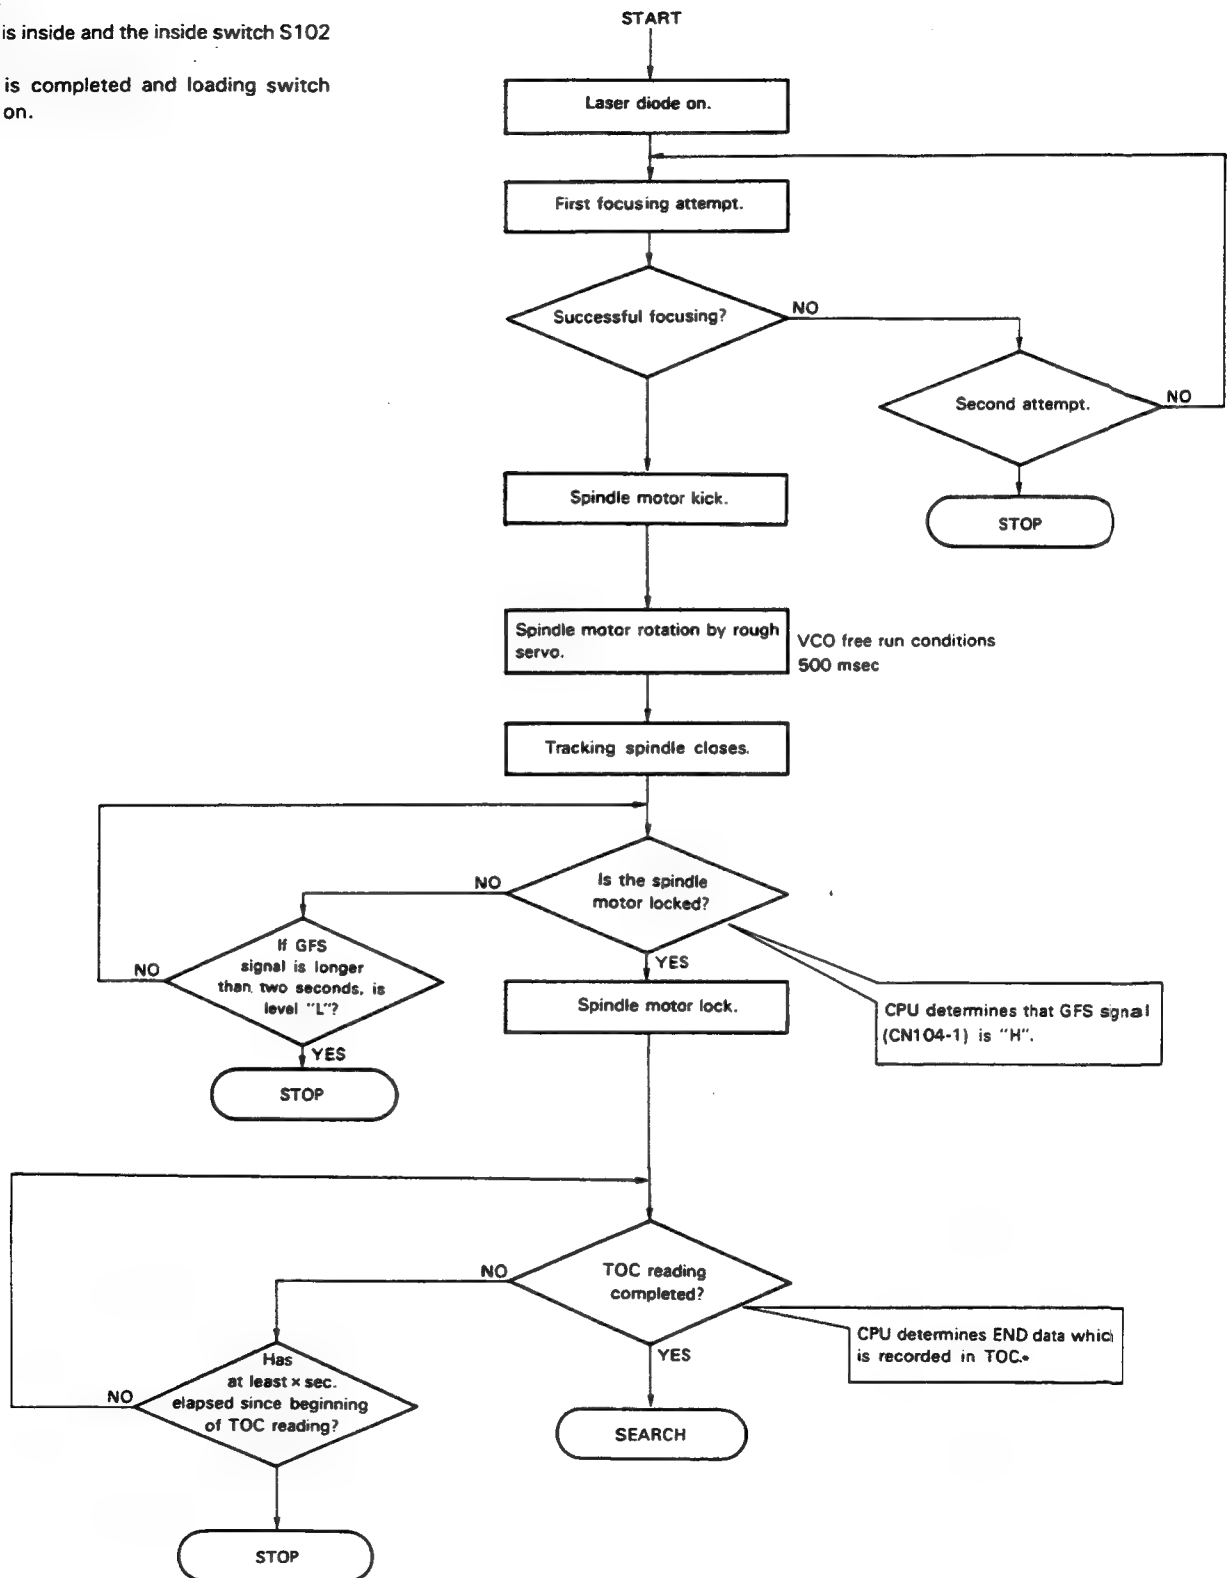 is inside and the inside switch S102
is completed and loading switch
on.
START
Laser diode on.
First focusing attempt.
Successful focusing?
NO
Second attempt.
NO
STOP
Spindle motor kick.
Spindle motor rotation by rough
servo.
VCO free run conditions
500 msec
Tracking spindle closes.
Is the spindle
motor locked?
NO
If GFS
signal is longer
than two seconds, is
level "L"?
NO
YES
STOP
YES
Spindle motor lock.
CPU determines that GFS signal
(CN104-1) is "H".
TOC reading
completed?
NO
Has
at least × sec.
elapsed since beginning
of TOC reading?
NO
STOP
YES
CPU determines END data which
is recorded in TOC.
SEARCH